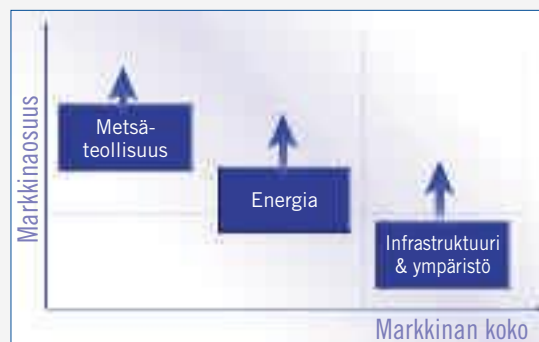 Markkinaosuus
Metsä-
teollisuus
Energia
Infrastruktuuri
& ympäristö
Markkinan koko